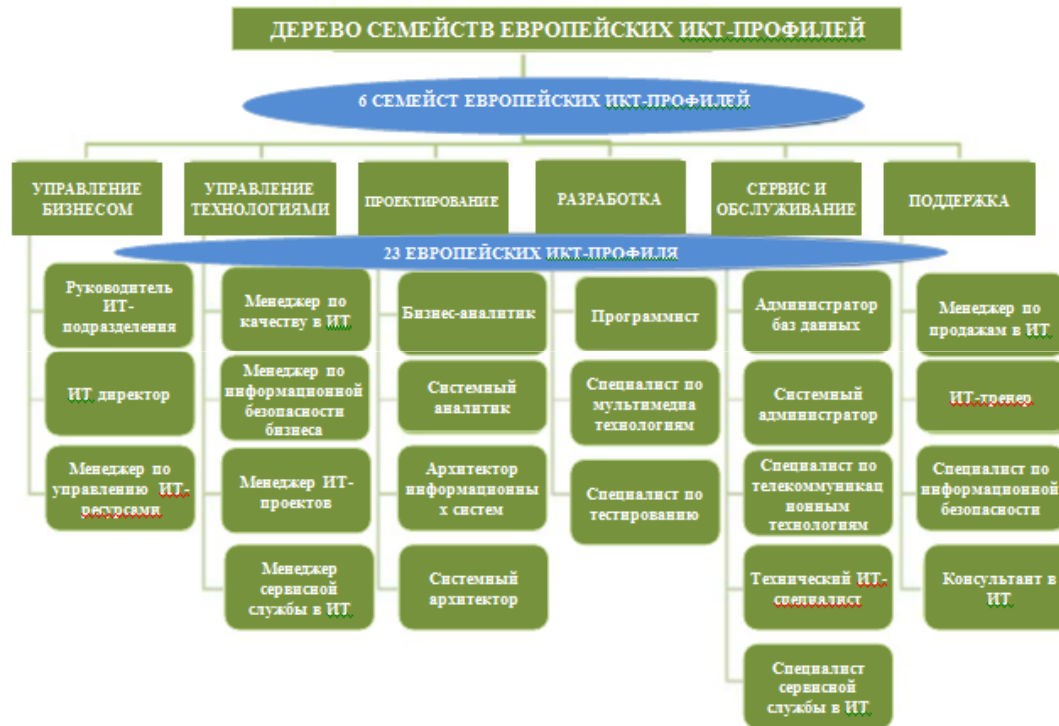 ДЕРЕВО СЕМЕЙСТВ ЕВРОПЕЙСКИХ ИКТ-ПРОФИЛЕЙ
6 СЕМЕЙСТ ЕВРОПЕЙСКИХ ИКТ-ПРОФИЛЕЙ
УПРАВЛЕНИЕ
БИЗНЕСОМ
УПРАВЛЕНИЕ
ТЕХНОЛОГИЯМИ
ПРОЕКТИРОВАНИЕ
РАЗРАБОТКА
СЕРВИС И
ОБСЛУЖИВАНИЕ
ПОДДЕРЖКА
23 ЕВРОПЕЙСКИХ ИКТ-ПРОФИЛЯ
Руководитель
ИТ-
подразделения
ИТ директор
Менеджер по
управлению ИТ-
ресурсами
Менеджер по
качеству в ИТ
Менеджер по
информационной
безопасности
бизнеса
Менеджер ИТ-
проектов
Менеджер
сервисной
службы в ИТ
Бизнес-аналитик
Системный
аналитик
Архитектор
информационны
х систем
Системный
архитектор
Программист
Специалист по
мультимедиа
технологиям
Специалист по
тестированию
Администратор
баз данных
Системный
администратор
Специалист по
телекоммуникац
ионным
технологиям
Технический ИТ-
специалист
Специалист
сервисной
службы в ИТ
Менеджер по
продажам в ИТ
ИТ-тренер
Специалист по
информационной
безопасности
Консультант в
ИТ